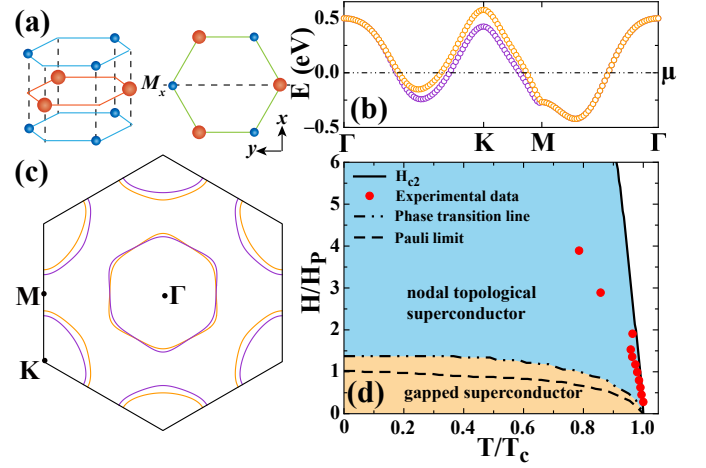 (a)
M_x
x
y
E (eV)
0.5
0.0
−0.5
μ
(b)
Γ K M Γ
(c)
M
Γ
K
H/H_P
6
5
4
3
2
1
0
H_c2
Experimental data
Phase transition line
Pauli limit
nodal topological
superconductor
gapped superconductor
(d)
0 0.2 0.4 0.6 0.8 1.0
T/T_c